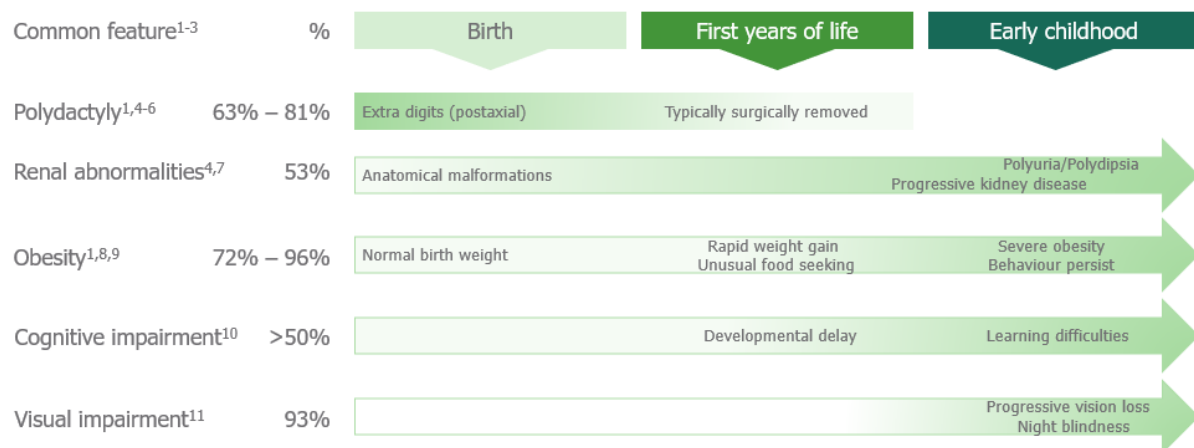 Common feature1-3 % Birth First years of life Early childhood
Polydactyly1,4-6 63% – 81% Extra digits (postaxial) Typically surgically removed
Renal abnormalities4,7 53% Anatomical malformations Polyuria/Polydipsia
Progressive kidney disease
Obesity1,8,9 72% – 96% Normal birth weight Rapid weight gain Severe obesity
Unusual food seeking Behaviour persist
Cognitive impairment10 >50% Developmental delay Learning difficulties
Visual impairment11 93% Progressive vision loss
Night blindness